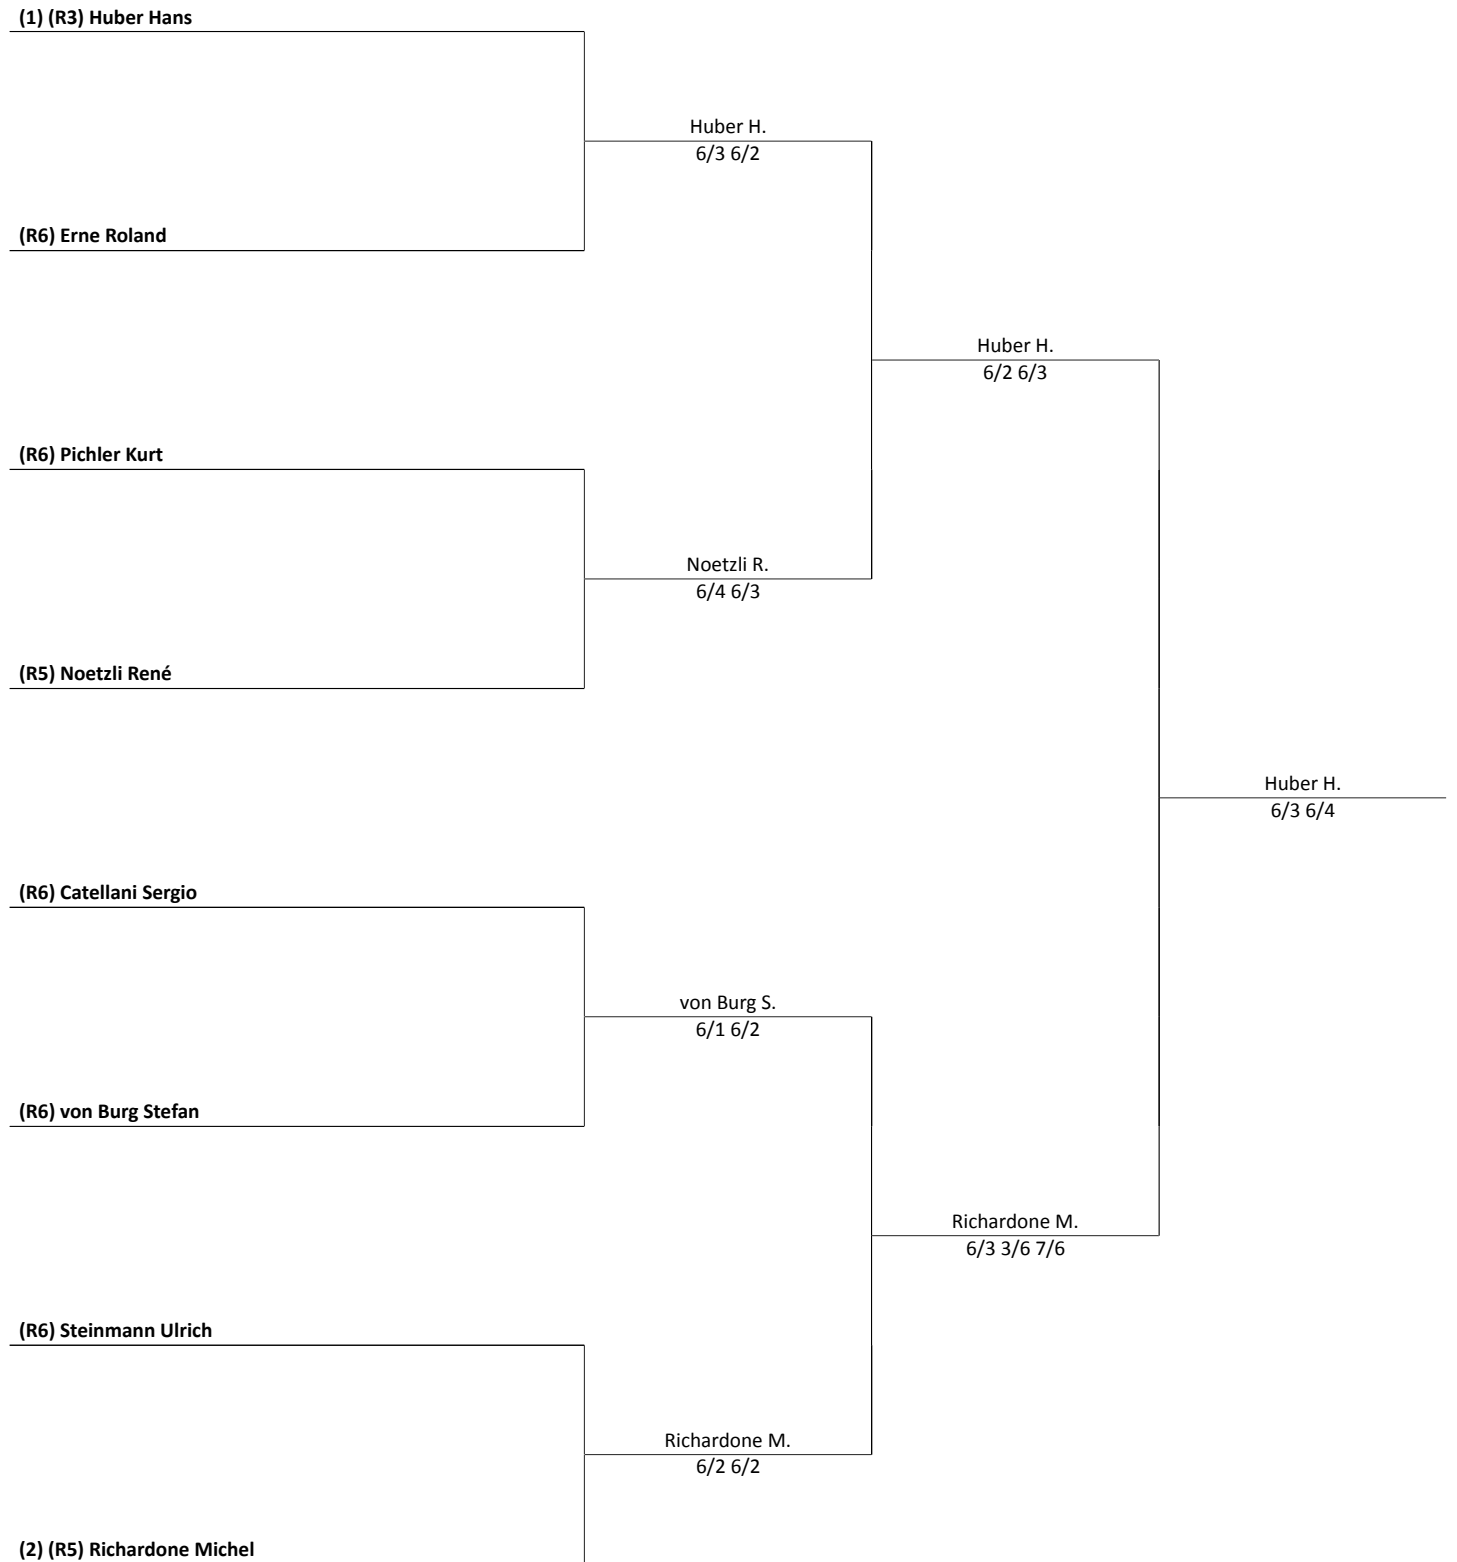 (1) (R3) Huber Hans
Huber H.
6/3 6/2
(R6) Erne Roland
Huber H.
6/2 6/3
(R6) Pichler Kurt
Noetzli R.
6/4 6/3
(R5) Noetzli René
Huber H.
6/3 6/4
(R6) Catellani Sergio
von Burg S.
6/1 6/2
(R6) von Burg Stefan
Richardone M.
6/3 3/6 7/6
(R6) Steinmann Ulrich
Richardone M.
6/2 6/2
(2) (R5) Richardone Michel